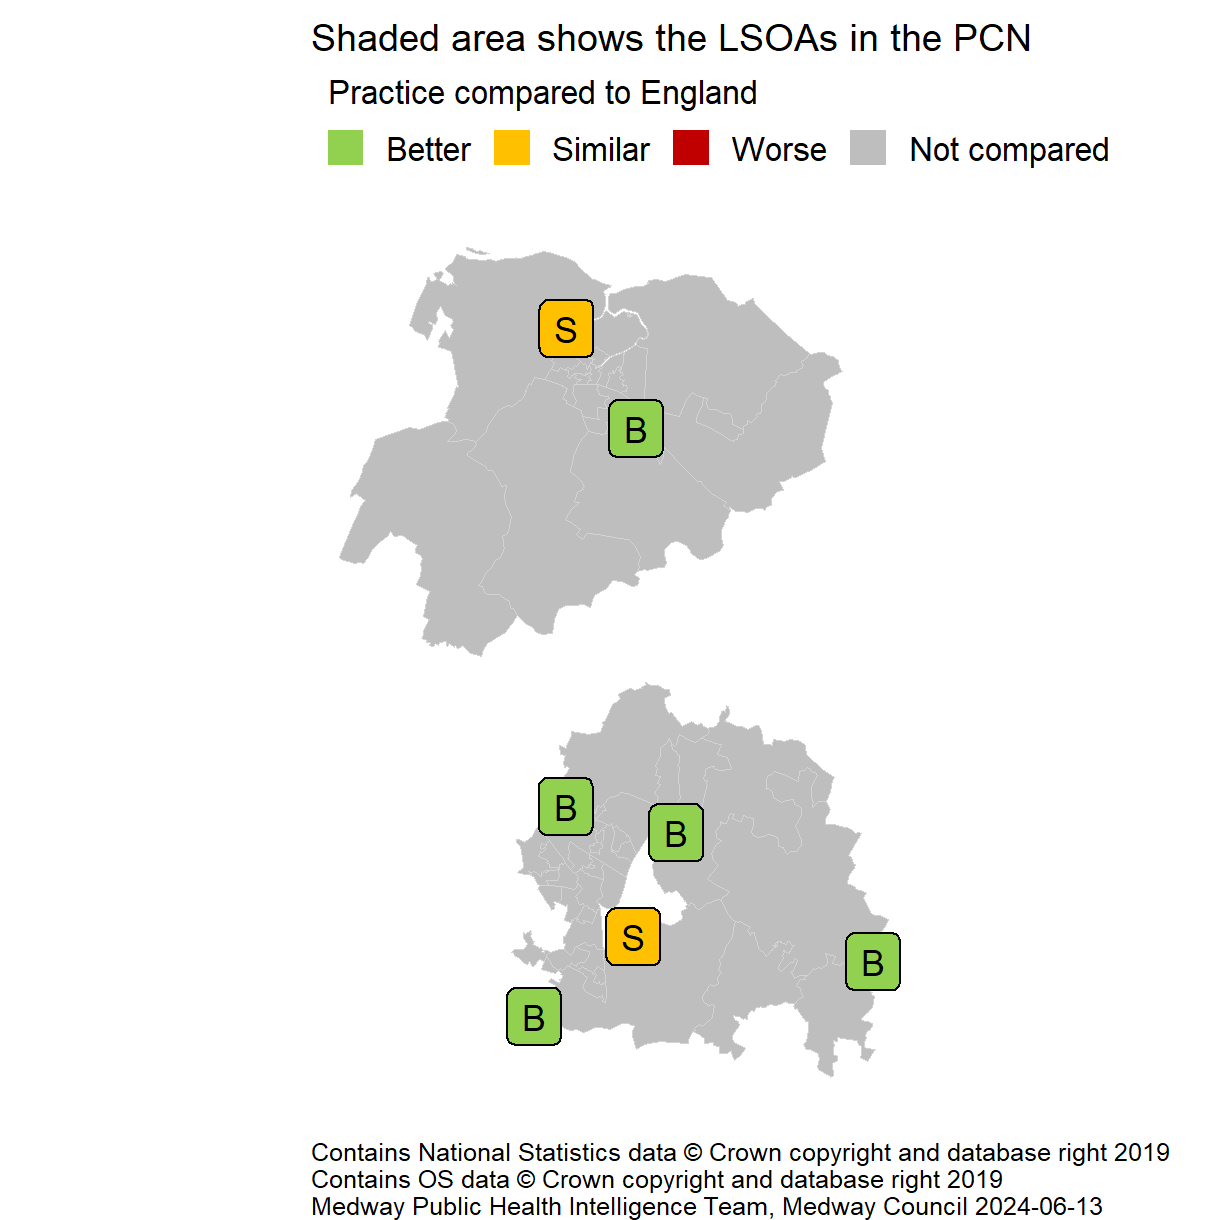 Shaded area shows the LSOAs in the PCN
Practice compared to England
Better Similar Worse Not compared
S
B
B
B
S
B
B
Contains National Statistics data © Crown copyright and database right 2019
Contains OS data © Crown copyright and database right 2019
Medway Public Health Intelligence Team, Medway Council 2024-06-13